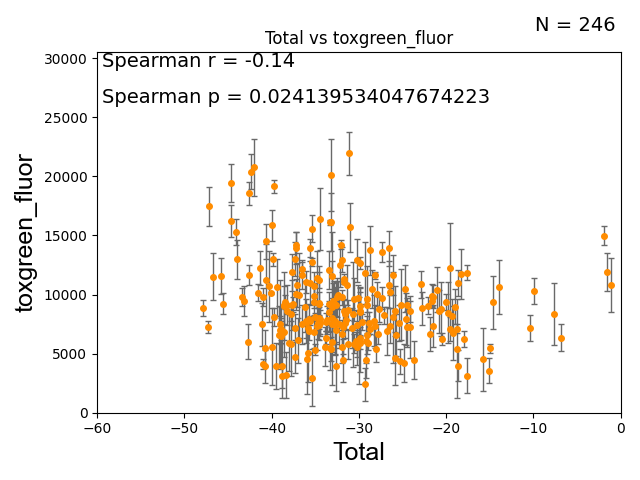 N = 246
Total vs toxgreen_fluor
Spearman r = -0.14
Spearman p = 0.024139534047674223
30000
25000
20000
15000
10000
5000
0
toxgreen_fluor
−60 −50 −40 −30 −20 −10 0
Total